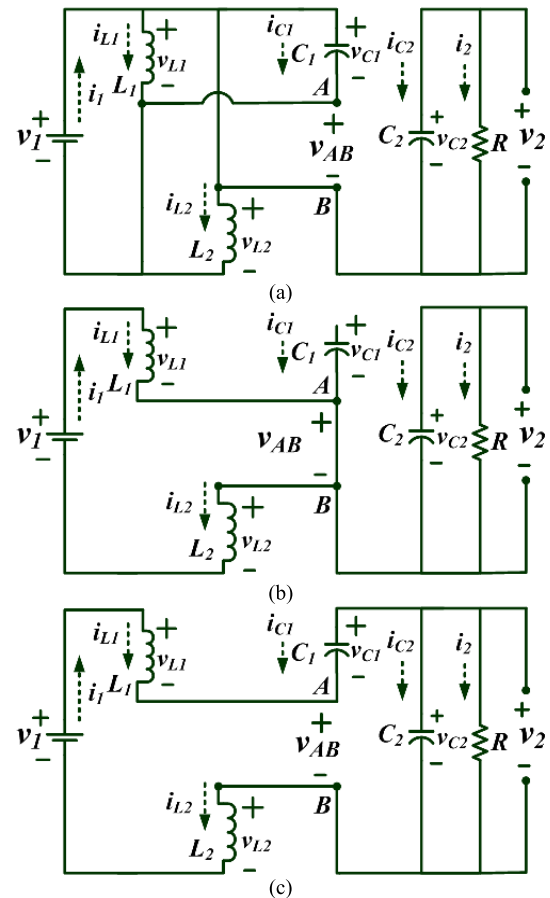 i_L1 + i_C1 + i_C2 i_2
v_L1 C_1 v_C1
L_1 − A −
i_1
v_1 + − + v_AB − C_2 + v_C2 − R + v_2 −
i_L2 + B
L_2 v_L2
−
(a)
i_L1 + i_C1 + i_C2 i_2
v_L1 C_1 v_C1
L_1 − A −
i_1
v_1 + − + v_AB − C_2 + v_C2 − R + v_2 −
i_L2 + B
L_2 v_L2
−
(b)
i_L1 + i_C1 + i_C2 i_2
v_L1 C_1 v_C1
L_1 − A −
i_1
v_1 + − + v_AB − C_2 + v_C2 − R + v_2 −
i_L2 + B
L_2 v_L2
−
(c)